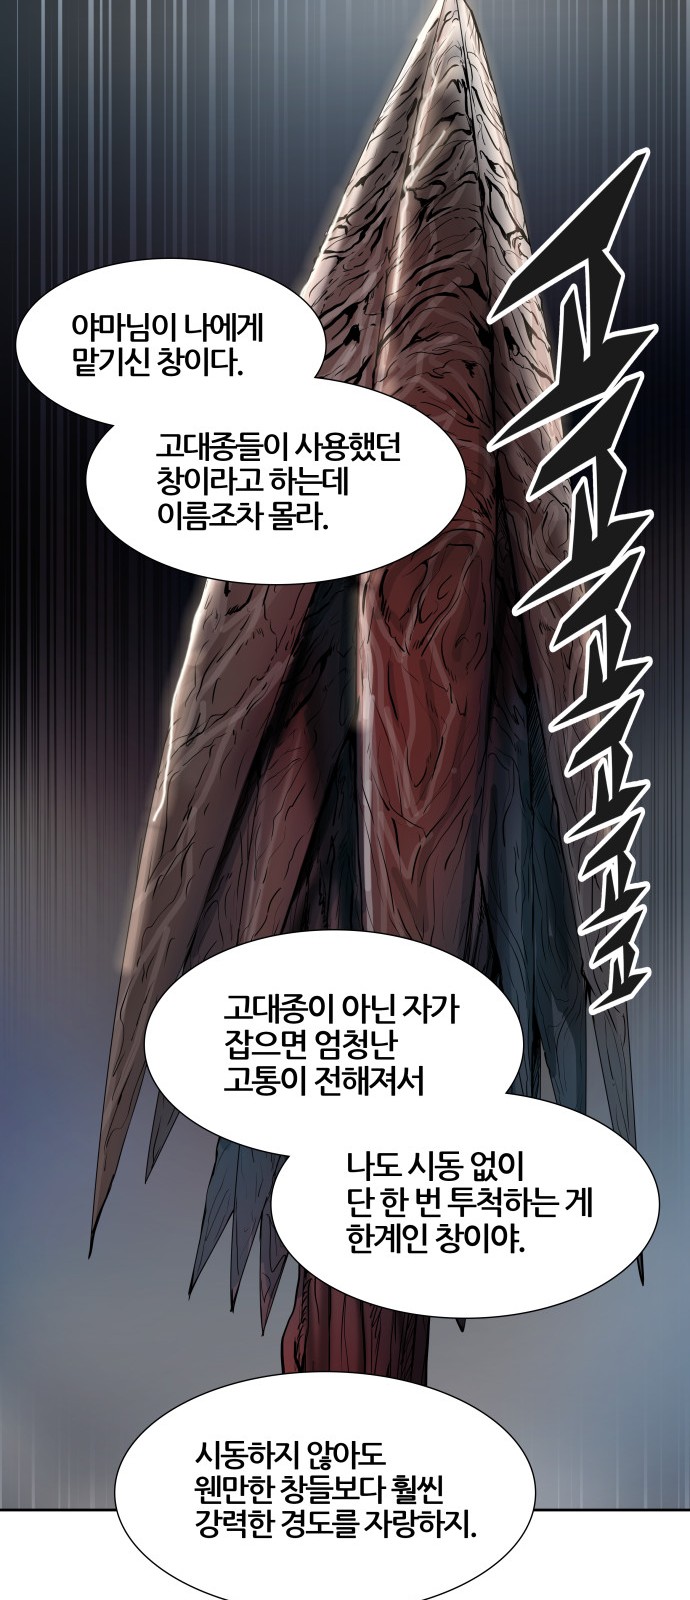 야마님이 나에게
맡기신 창이다.
고대종들이 사용했던
창이라고 하는데
이름조차 몰라.
고대종이 아닌 자가
잡으면 엄청난
고통이 전해져서
나도 시동 없이
단 한 번 투척하는 게
한계인 창이야.
시동하지 않아도
웬만한 창들보다 훨씬
강력한 경도를 자랑하지.